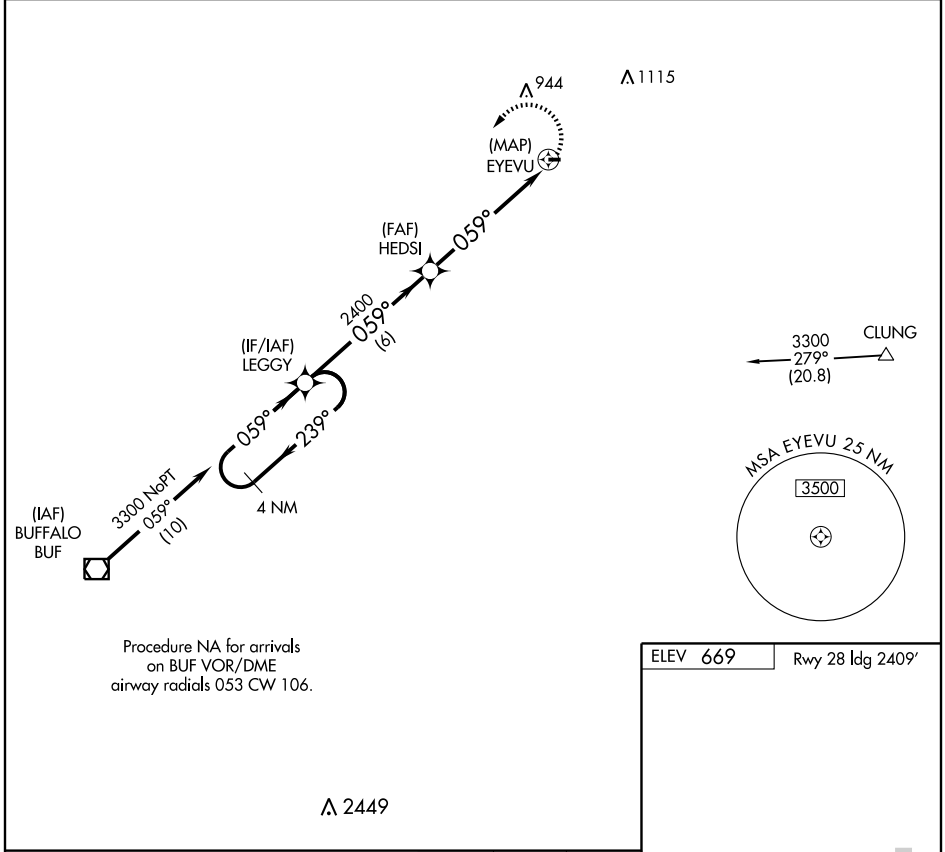 944
1115
(MAP)
EYEVU
059°
(FAF)
HEDSI
2400
059°
(6)
(IF/IAF)
LEGGY
CLUNG
3300
279°
(20.8)
059°
239°
4 NM
3300 NoPT
059°
(10)
(IAF)
BUFFALO
BUF
MSA EYEVU 25 NM
3500
Procedure NA for arrivals
on BUF VOR/DME
airway radials 053 CW 106.
ELEV 669
Rwy 28 ldg 2409'
2449